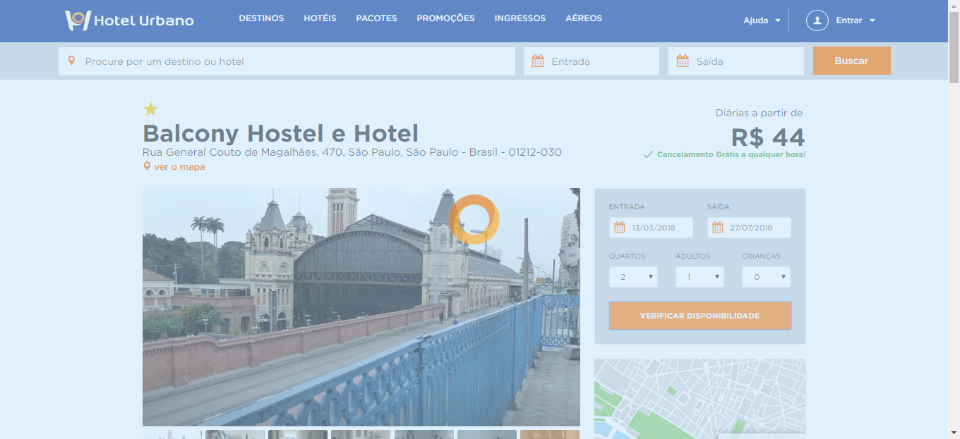 Hotel Urbano
DESTINOS HOTÉIS PACOTES PROMOÇÕES INGRESSOS AÉREOS
Ajuda
Entrar
Procure por um destino ou hotel
Entrada
Saída
Buscar
Balcony Hostel e Hotel
Rua General Couto de Magalhães, 470, São Paulo, São Paulo - Brasil - 01212-030
ver o mapa
Diárias a partir de
R$ 44
Cancelamento Grátis a qualquer hora!
ENTRADA SAÍDA
13/03/2018 27/07/2018
QUARTOS ADULTOS CRIANÇAS
2 1 0
VERIFICAR DISPONIBILIDADE